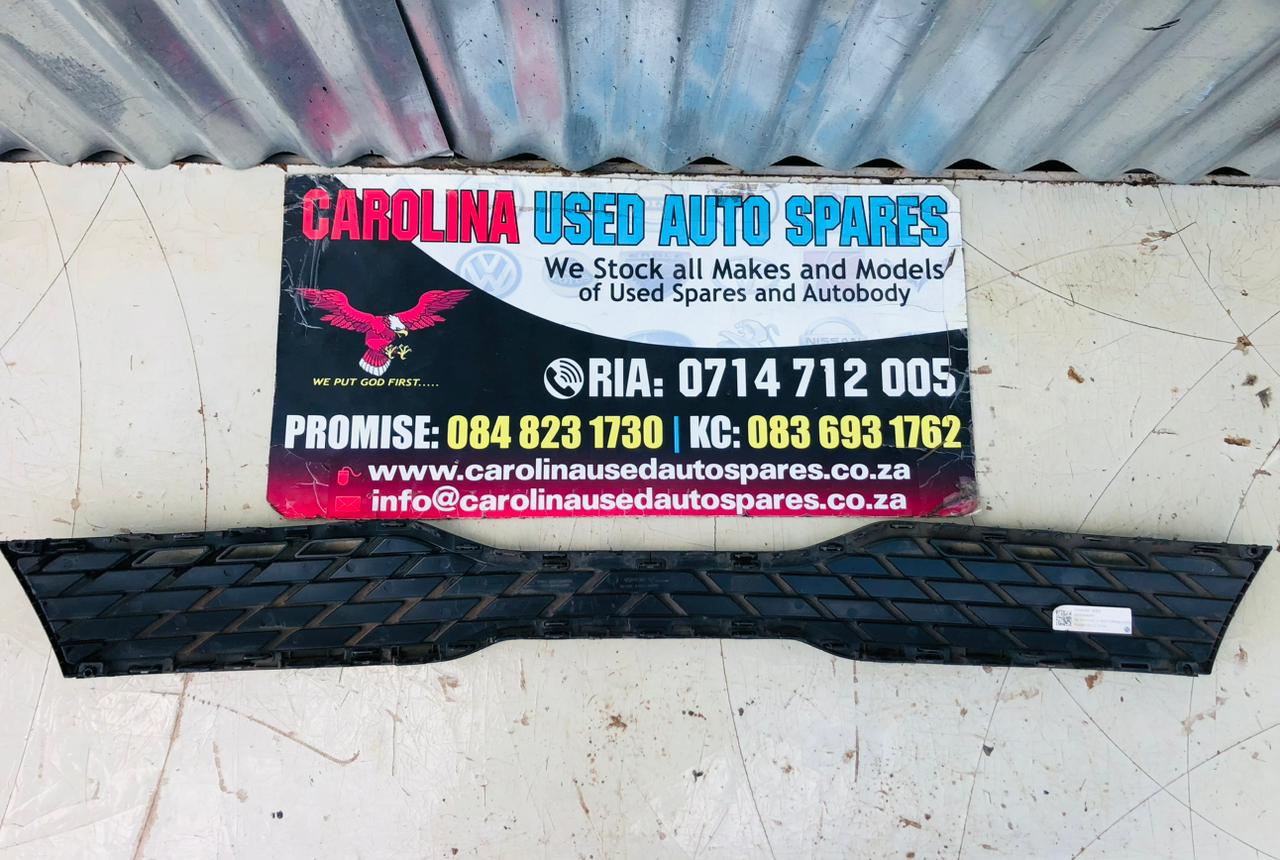 CAROLINA USED AUTO SPARES
We Stock all Makes and Models
of Used Spares and Autobody
WE PUT GOD FIRST.....
RIA: 0714 712 005
PROMISE: 084 823 1730 | KC: 083 693 1762
www.carolinausedautospares.co.za
info@carolinausedautospares.co.za
NISSAN